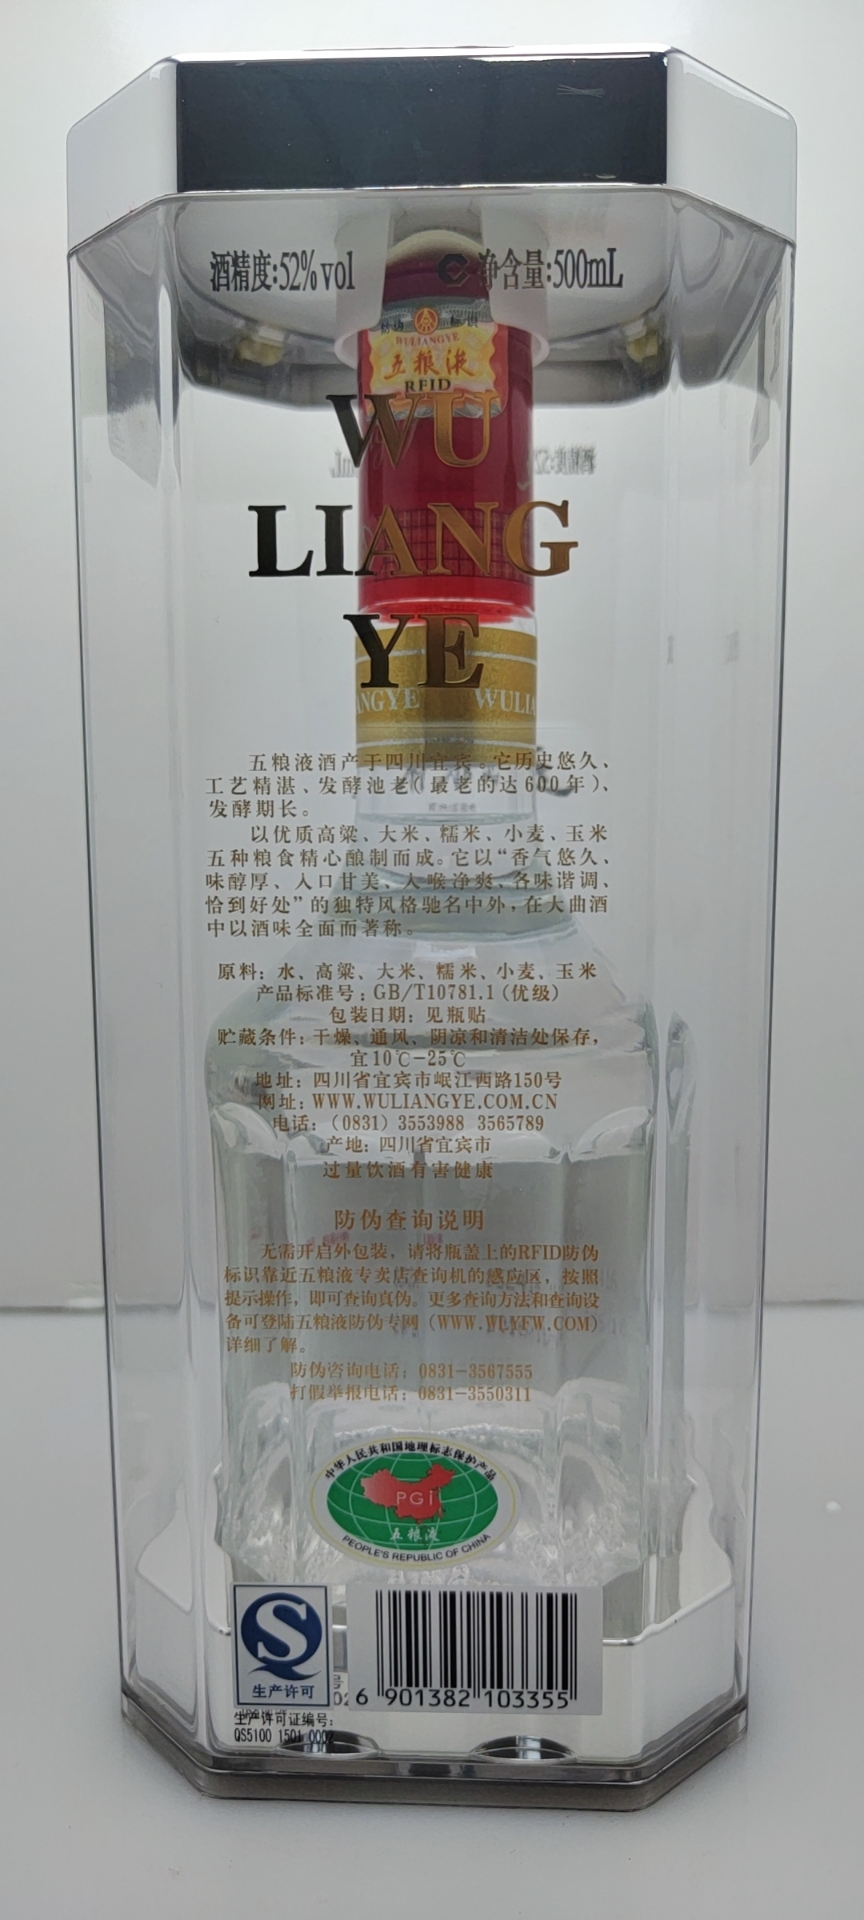 酒精度:52%vol
净含量:500mL
防伪 标识
WULIANGYE
五粮液
RFID
WU
LIANG
YE
ANGYE WULIA
五粮液酒产于四川宜宾。它历史悠久、
工艺精湛、发酵池老(最老的达600年)、
发酵期长。
以优质高粱、大米、糯米、小麦、玉米
五种粮食精心酿制而成。它以“香气悠久、
味醇厚、入口甘美、入喉净爽、各味谐调、
恰到好处”的独特风格驰名中外,在大曲酒
中以酒味全面而著称。
原料: 水、高粱、大米、糯米、小麦、玉米
产品标准号:GB/T10781.1(优级)
包装日期: 见瓶贴
贮藏条件: 干燥、通风、阴凉和清洁处保存,
宜10℃-25℃
地址: 四川省宜宾市岷江西路150号
网址: WWW.WULIANGYE.COM.CN
电话: (0831) 3553988 3565789
产地: 四川省宜宾市
过量饮酒有害健康
防伪查询说明
无需开启外包装, 请将瓶盖上的RFID防伪
标识靠近五粮液专卖店查询机的感应区, 按照
提示操作, 即可查询真伪。更多查询方法和查询设
备可登陆五粮液防伪专网 (WWW.WLYFW.COM)
详细了解。
防伪咨询电话: 0831-3567555
打假举报电话: 0831-3550311
中华人民共和国地理标志保护产品
PGI
五粮液
PEOPLE'S REPUBLIC OF CHINA
生产许可
生产许可证编号:
QS5100 1501 0002
6 901382 103355